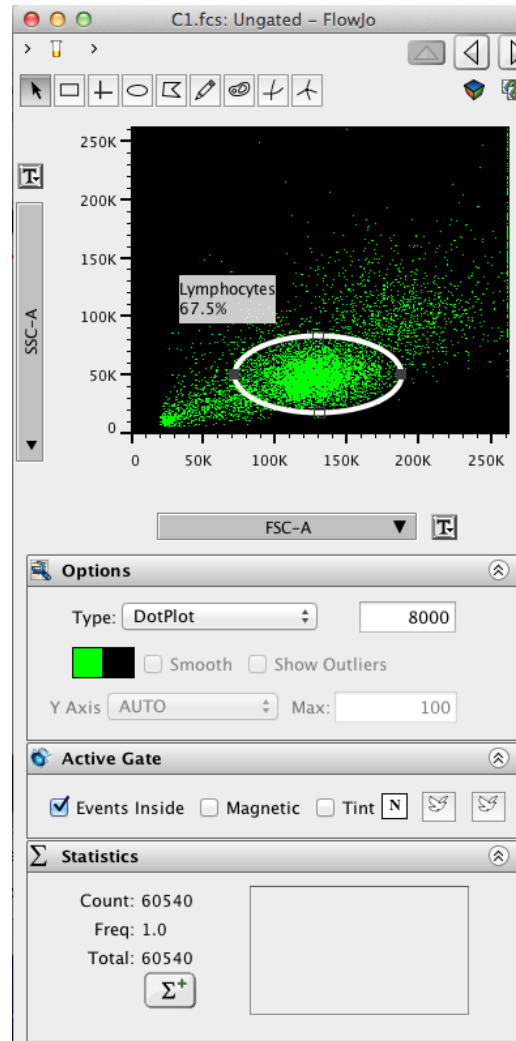 C1.fcs: Ungated – FlowJo
T
250K
200K
150K
100K
50K
0
SSC-A
Lymphocytes
67.5%
0 50K 100K 150K 200K 250K
FSC-A T
Options
Type: DotPlot 8000
Smooth Show Outliers
Y Axis AUTO Max: 100
Active Gate
Events Inside Magnetic Tint N
Σ Statistics
Count: 60540
Freq: 1.0
Total: 60540
Σ+